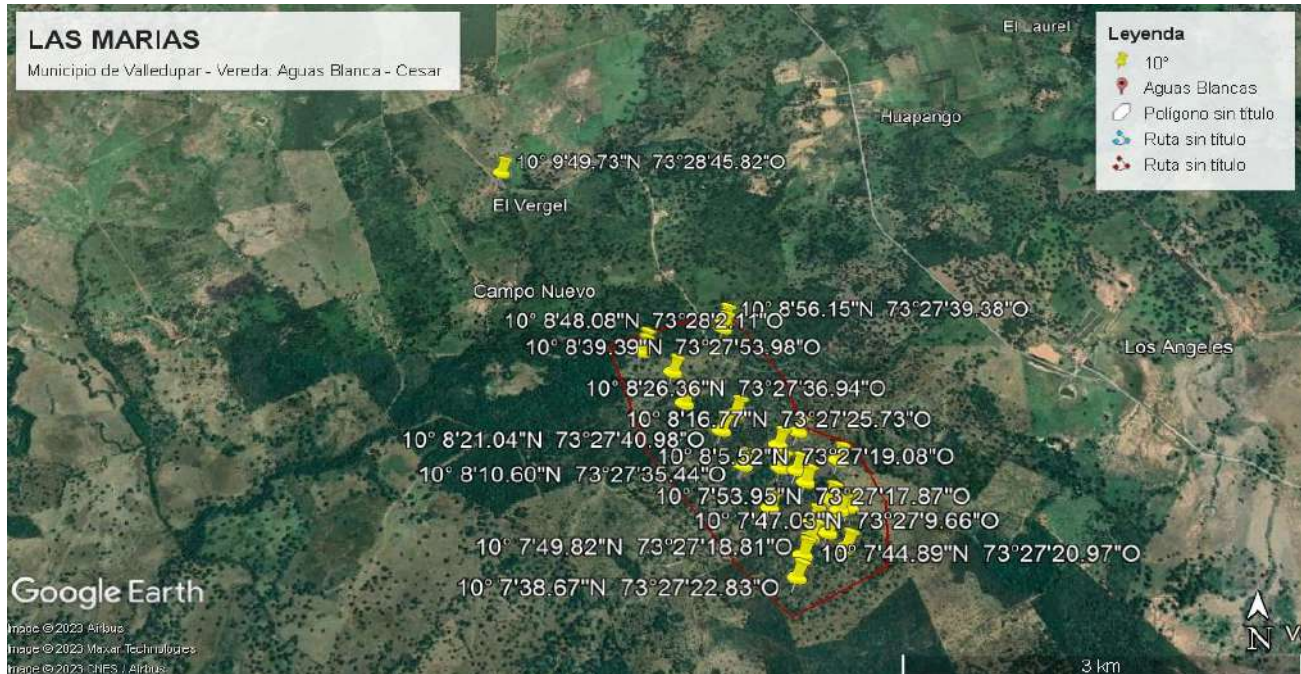 LAS MARIAS
Municipio de Valledupar - Vereda: Aguas Blanca - Cesar
Leyenda
10°
Aguas Blancas
Polígono sin título
Ruta sin título
Ruta sin título
El Laurel
Huapango
10° 9'49.73"N 73°28'45.82"O
El Vergel
Campo Nuevo
10° 8'56.15"N 73°27'39.38"O
10° 8'48.08"N 73°28'2.11"O
10° 8'39.39"N 73°27'53.98"O
Los Angeles
10° 8'26.36"N 73°27'36.94"O
10° 8'16.77"N 73°27'25.73"O
10° 8'21.04"N 73°27'40.98"O
10° 8'5.52"N 73°27'19.08"O
10° 8'10.60"N 73°27'35.44"O
10° 7'53.95"N 73°27'17.87"O
10° 7'47.03"N 73°27'9.66"O
10° 7'49.82"N 73°27'18.81"O
10° 7'44.89"N 73°27'20.97"O
10° 7'38.67"N 73°27'22.83"O
Google Earth
Image © 2023 Airbus
Image © 2023 Maxar Technologies
Image © 2023 CNES / Airbus
N
3 km